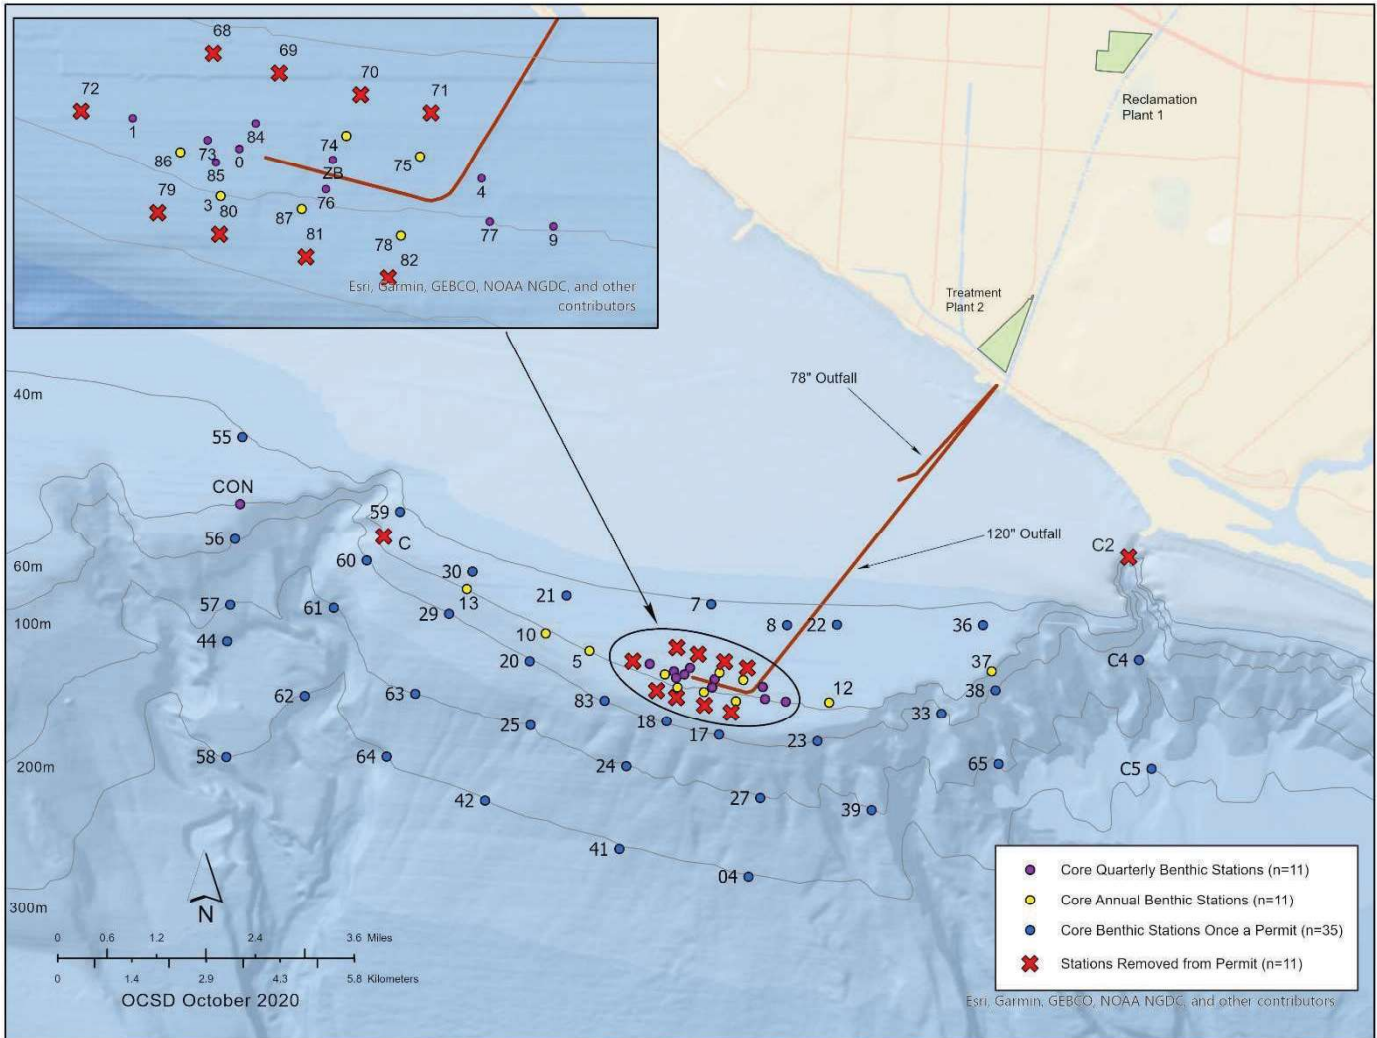 68
69
70
71
72
1
84
74
73
0
86
85
ZB
75
4
79
3
80
76
87
81
78
82
77
9
Esri, Garmin, GEBCO, NOAA NGDC, and other
contributors
Reclamation
Plant 1
Treatment
Plant 2
78" Outfall
120" Outfall
40m
55
CON
56
59
C
60
C2
60m
57
61
30
13
21
7
29
100m
44
10
8
22
36
20
5
37
C4
62
63
83
12
38
33
25
18
17
23
58
64
24
65
C5
200m
42
27
39
41
04
300m
N
0 0.6 1.2 2.4 3.6 Miles
0 1.4 2.9 4.3 5.8 Kilometers
OCSD October 2020
Core Quarterly Benthic Stations (n=11)
Core Annual Benthic Stations (n=11)
Core Benthic Stations Once a Permit (n=35)
Stations Removed from Permit (n=11)
Esri, Garmin, GEBCO, NOAA NGDC, and other contributors